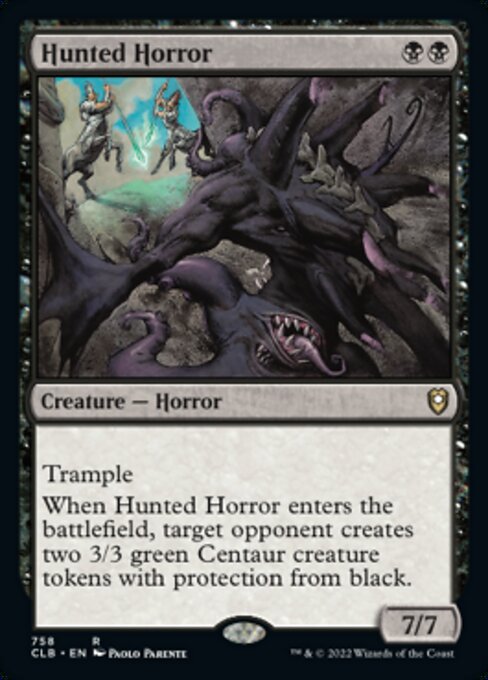 Hunted Horror
Creature — Horror
Trample
When Hunted Horror enters the
battlefield, target opponent creates
two 3/3 green Centaur creature
tokens with protection from black.
7/7
758 R
CLB • EN Paolo Parente
™ & © 2022 Wizards of the Coast